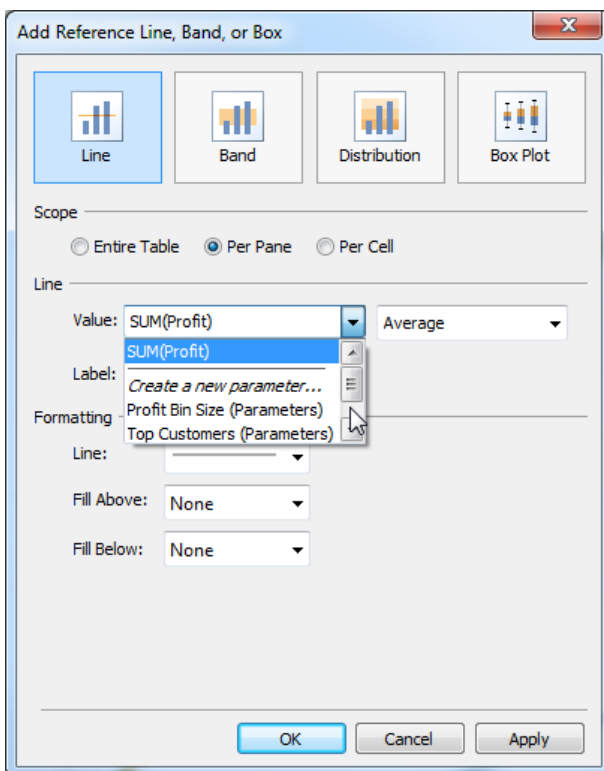 Add Reference Line, Band, or Box
Line Band Distribution Box Plot
Scope
Entire Table Per Pane Per Cell
Line
Value: SUM(Profit) Average
SUM(Profit)
Label: Create a new parameter...
Profit Bin Size (Parameters)
Formatting
Top Customers (Parameters)
Line:
Fill Above: None
Fill Below: None
OK Cancel Apply